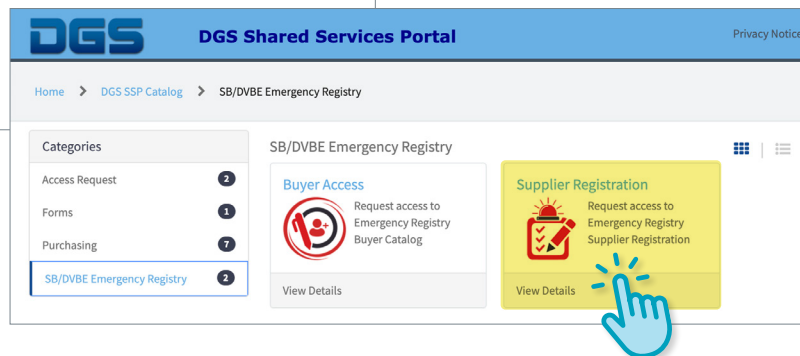 DGS DGS Shared Services Portal Privacy Notice
Home > DGS SSP Catalog > SB/DVBE Emergency Registry
Categories
Access Request 2
Forms 1
Purchasing 7
SB/DVBE Emergency Registry 2
SB/DVBE Emergency Registry
Buyer Access
Request access to
Emergency Registry
Buyer Catalog
View Details
Supplier Registration
Request access to
Emergency Registry
Supplier Registration
View Details